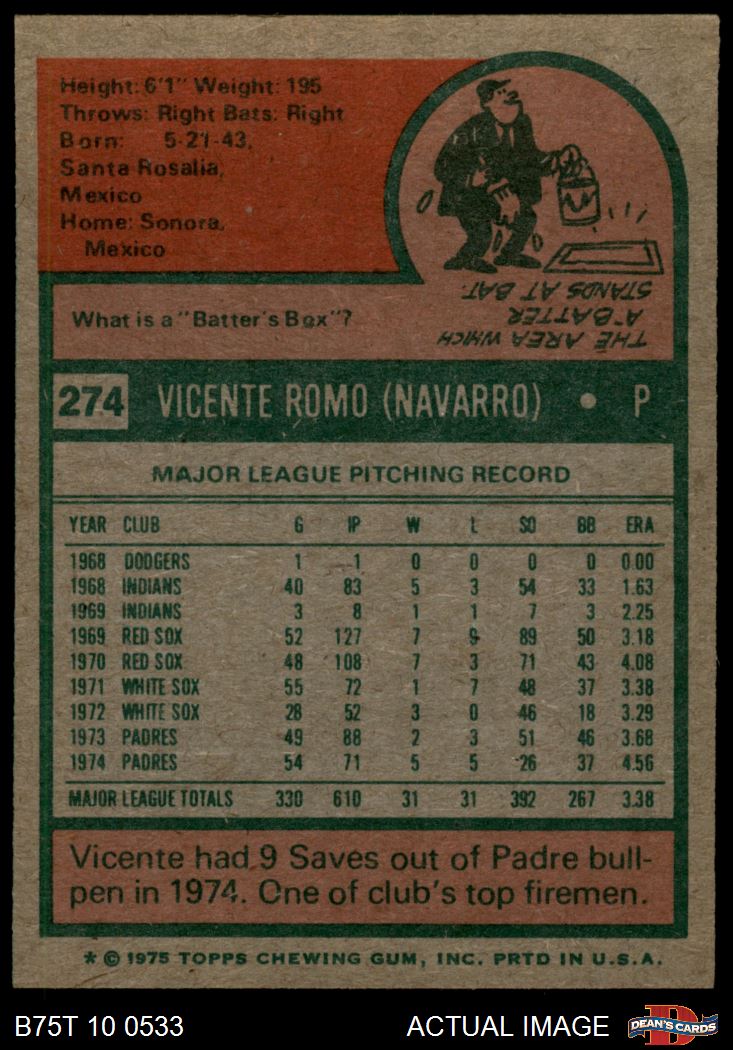 Height: 6'1" Weight: 195
Throws: Right Bats: Right
Born: 5-21-43,
Santa Rosalia,
Mexico
Home: Sonora,
Mexico
What is a "Batter's Box"?
THE AREA WHICH
A BATTER
STANDS AT BAT.
274 VICENTE ROMO (NAVARRO) • P
MAJOR LEAGUE PITCHING RECORD
YEAR CLUB G IP W L SO BB ERA
1968 DODGERS 1 1 0 0 0 0 0.00
1968 INDIANS 40 83 5 3 54 33 1.63
1969 INDIANS 3 8 1 1 7 3 2.25
1969 RED SOX 52 127 7 9 89 50 3.18
1970 RED SOX 48 108 7 3 71 43 4.08
1971 WHITE SOX 55 72 1 7 48 37 3.38
1972 WHITE SOX 28 52 3 0 46 18 3.29
1973 PADRES 49 88 2 3 51 46 3.68
1974 PADRES 54 71 5 5 26 37 4.56
MAJOR LEAGUE TOTALS 330 610 31 31 392 267 3.38
Vicente had 9 Saves out of Padre bull-
pen in 1974. One of club's top firemen.
* © 1975 TOPPS CHEWING GUM, INC. PRTD IN U.S.A.
B75T 10 0533 ACTUAL IMAGE DEAN'S CARDS